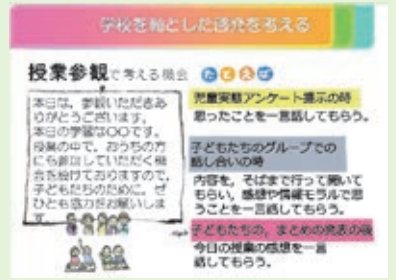 学校を軸とした啓発を考える
授業参観で考える機会 たとえば
本日は、参観いただきあ
りがとうございます。
本日の学習は〇〇です。
授業の中で、おうちの方
にも参加していただく機
会を設けておりますので、
子どもたちのために、ぜ
ひとも協力お願いしま
す。
児童実態アンケート提示の時
思ったことを一言話してもらう。
子どもたちのグループでの
話し合いの時
内容を、そばまで行って聞いて
もらい、感想や情報モラルで思
うことを一言話してもらう。
子どもたちの、まとめの発表の後
今日の授業の感想を一言
話してもらう。